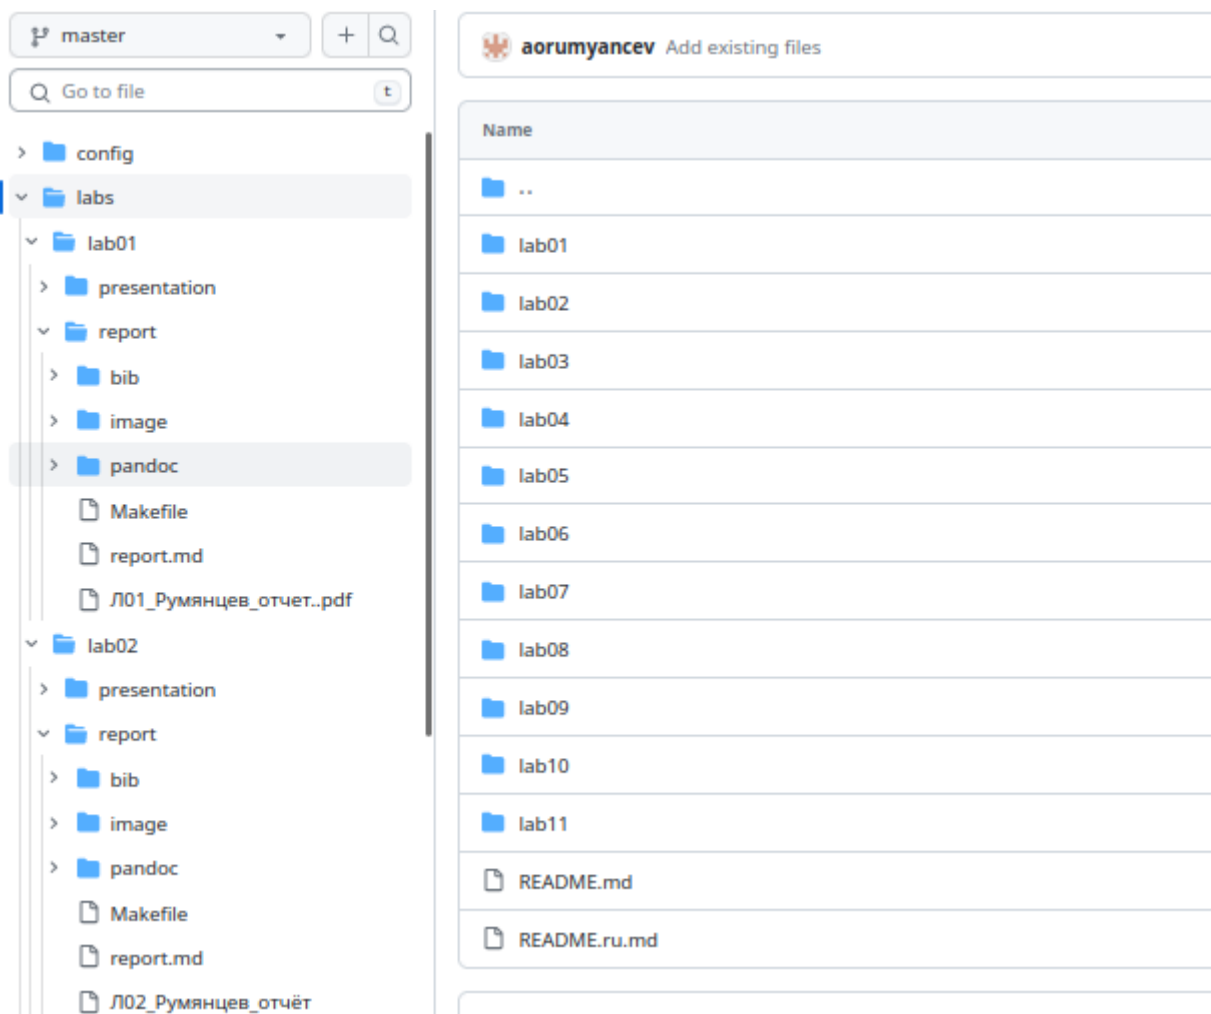 master
Go to file
t
config
labs
lab01
presentation
report
bib
image
pandoc
Makefile
report.md
Л01_Румянцев_отчет..pdf
lab02
presentation
report
bib
image
pandoc
Makefile
report.md
Л02_Румянцев_отчёт
aorumyancev Add existing files
Name
..
lab01
lab02
lab03
lab04
lab05
lab06
lab07
lab08
lab09
lab10
lab11
README.md
README.ru.md